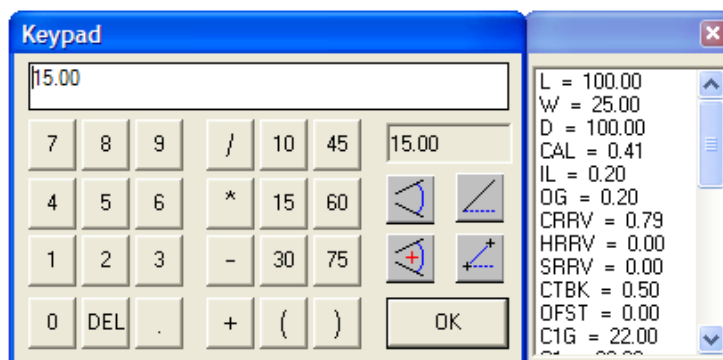 Keypad
15.00
7 8 9 / 10 45 15.00
4 5 6 * 15 60
1 2 3 - 30 75
0 DEL . + ( ) OK
L = 100.00
W = 25.00
D = 100.00
CAL = 0.41
IL = 0.20
OG = 0.20
CRRV = 0.79
HRRV = 0.00
SRRV = 0.00
CTBK = 0.50
OFST = 0.00
C1G = 22.00